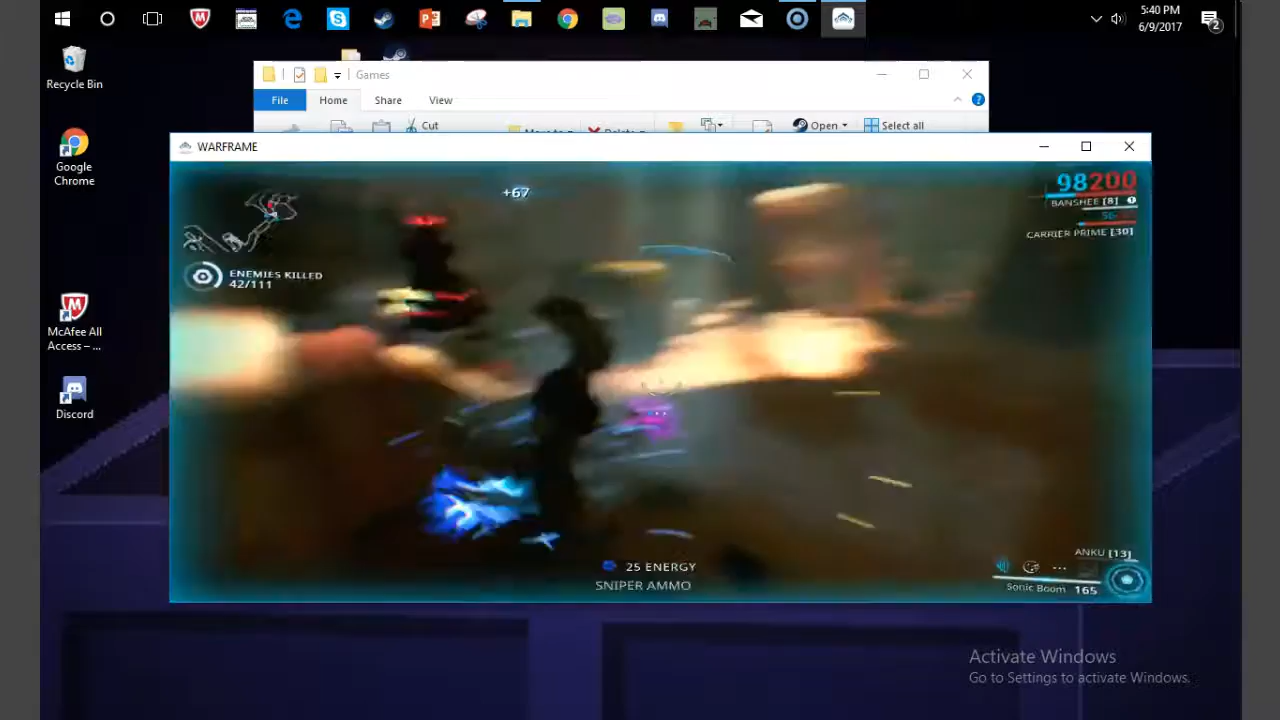 5:40 PM
6/9/2017
2
Recycle Bin
Games
File Home Share View
Cut
Open
Select all
Google
Chrome
WARFRAME
+67
98200
BANSHEE [8]
CARRIER PRIME [30]
ENEMIES KILLED
42/111
McAfee All
Access – ...
Discord
25 ENERGY
SNIPER AMMO
ANKU [13]
Sonic Boom 165
Activate Windows
Go to Settings to activate Windows.